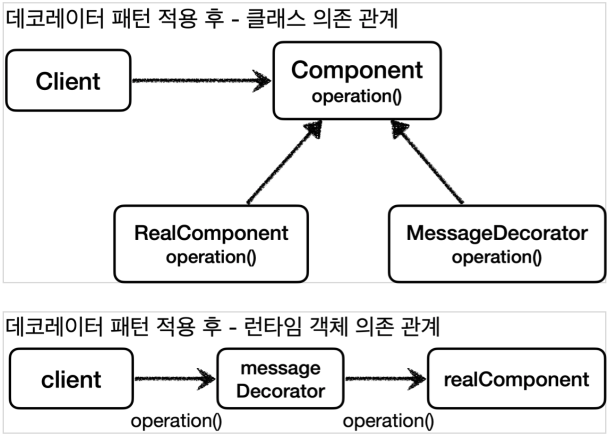 데코레이터 패턴 적용 후 - 클래스 의존 관계
Client
Component
operation()
RealComponent
operation()
MessageDecorator
operation()
데코레이터 패턴 적용 후 - 런타임 객체 의존 관계
client
message
Decorator
realComponent
operation()
operation()